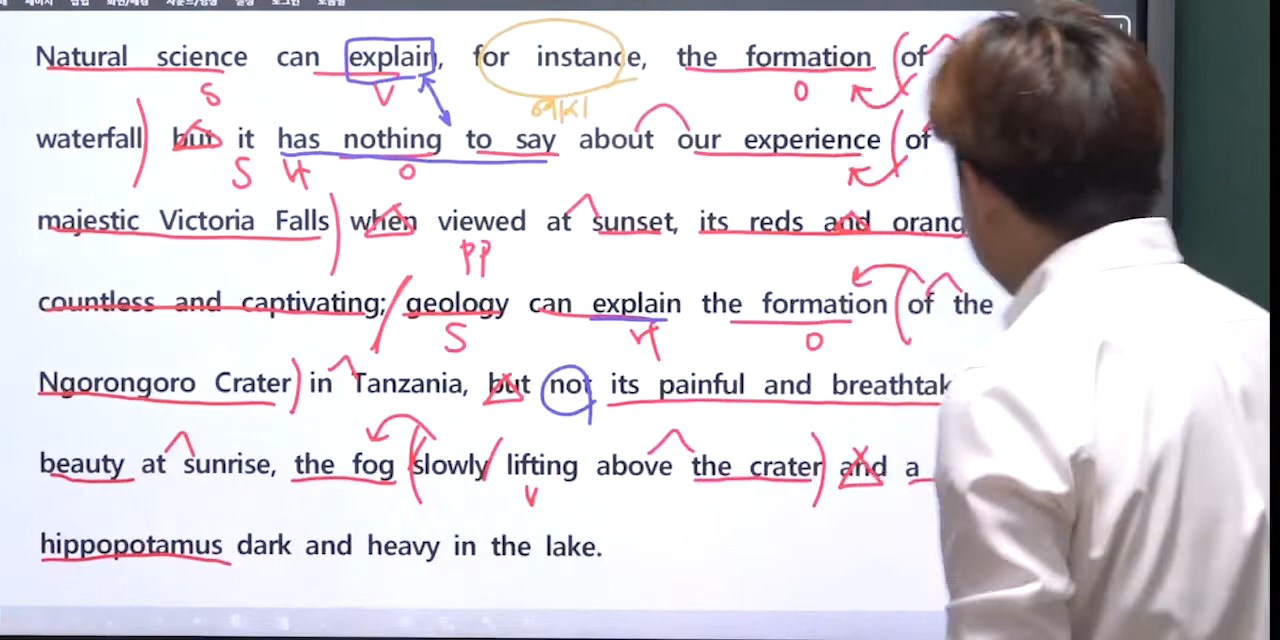 Natural science can explain, for instance, the formation (of
S V O
예시
waterfall) but it has nothing to say about our experience (of
S V O
majestic Victoria Falls) when viewed at sunset, its reds and
PP
countless and captivating; / geology can explain the formation (of the
S V O
Ngorongoro Crater) in Tanzania, but not its painful and
beauty at sunrise, the fog (slowly / lifting above the crater) and a
V
hippopotamus dark and heavy in the lake.